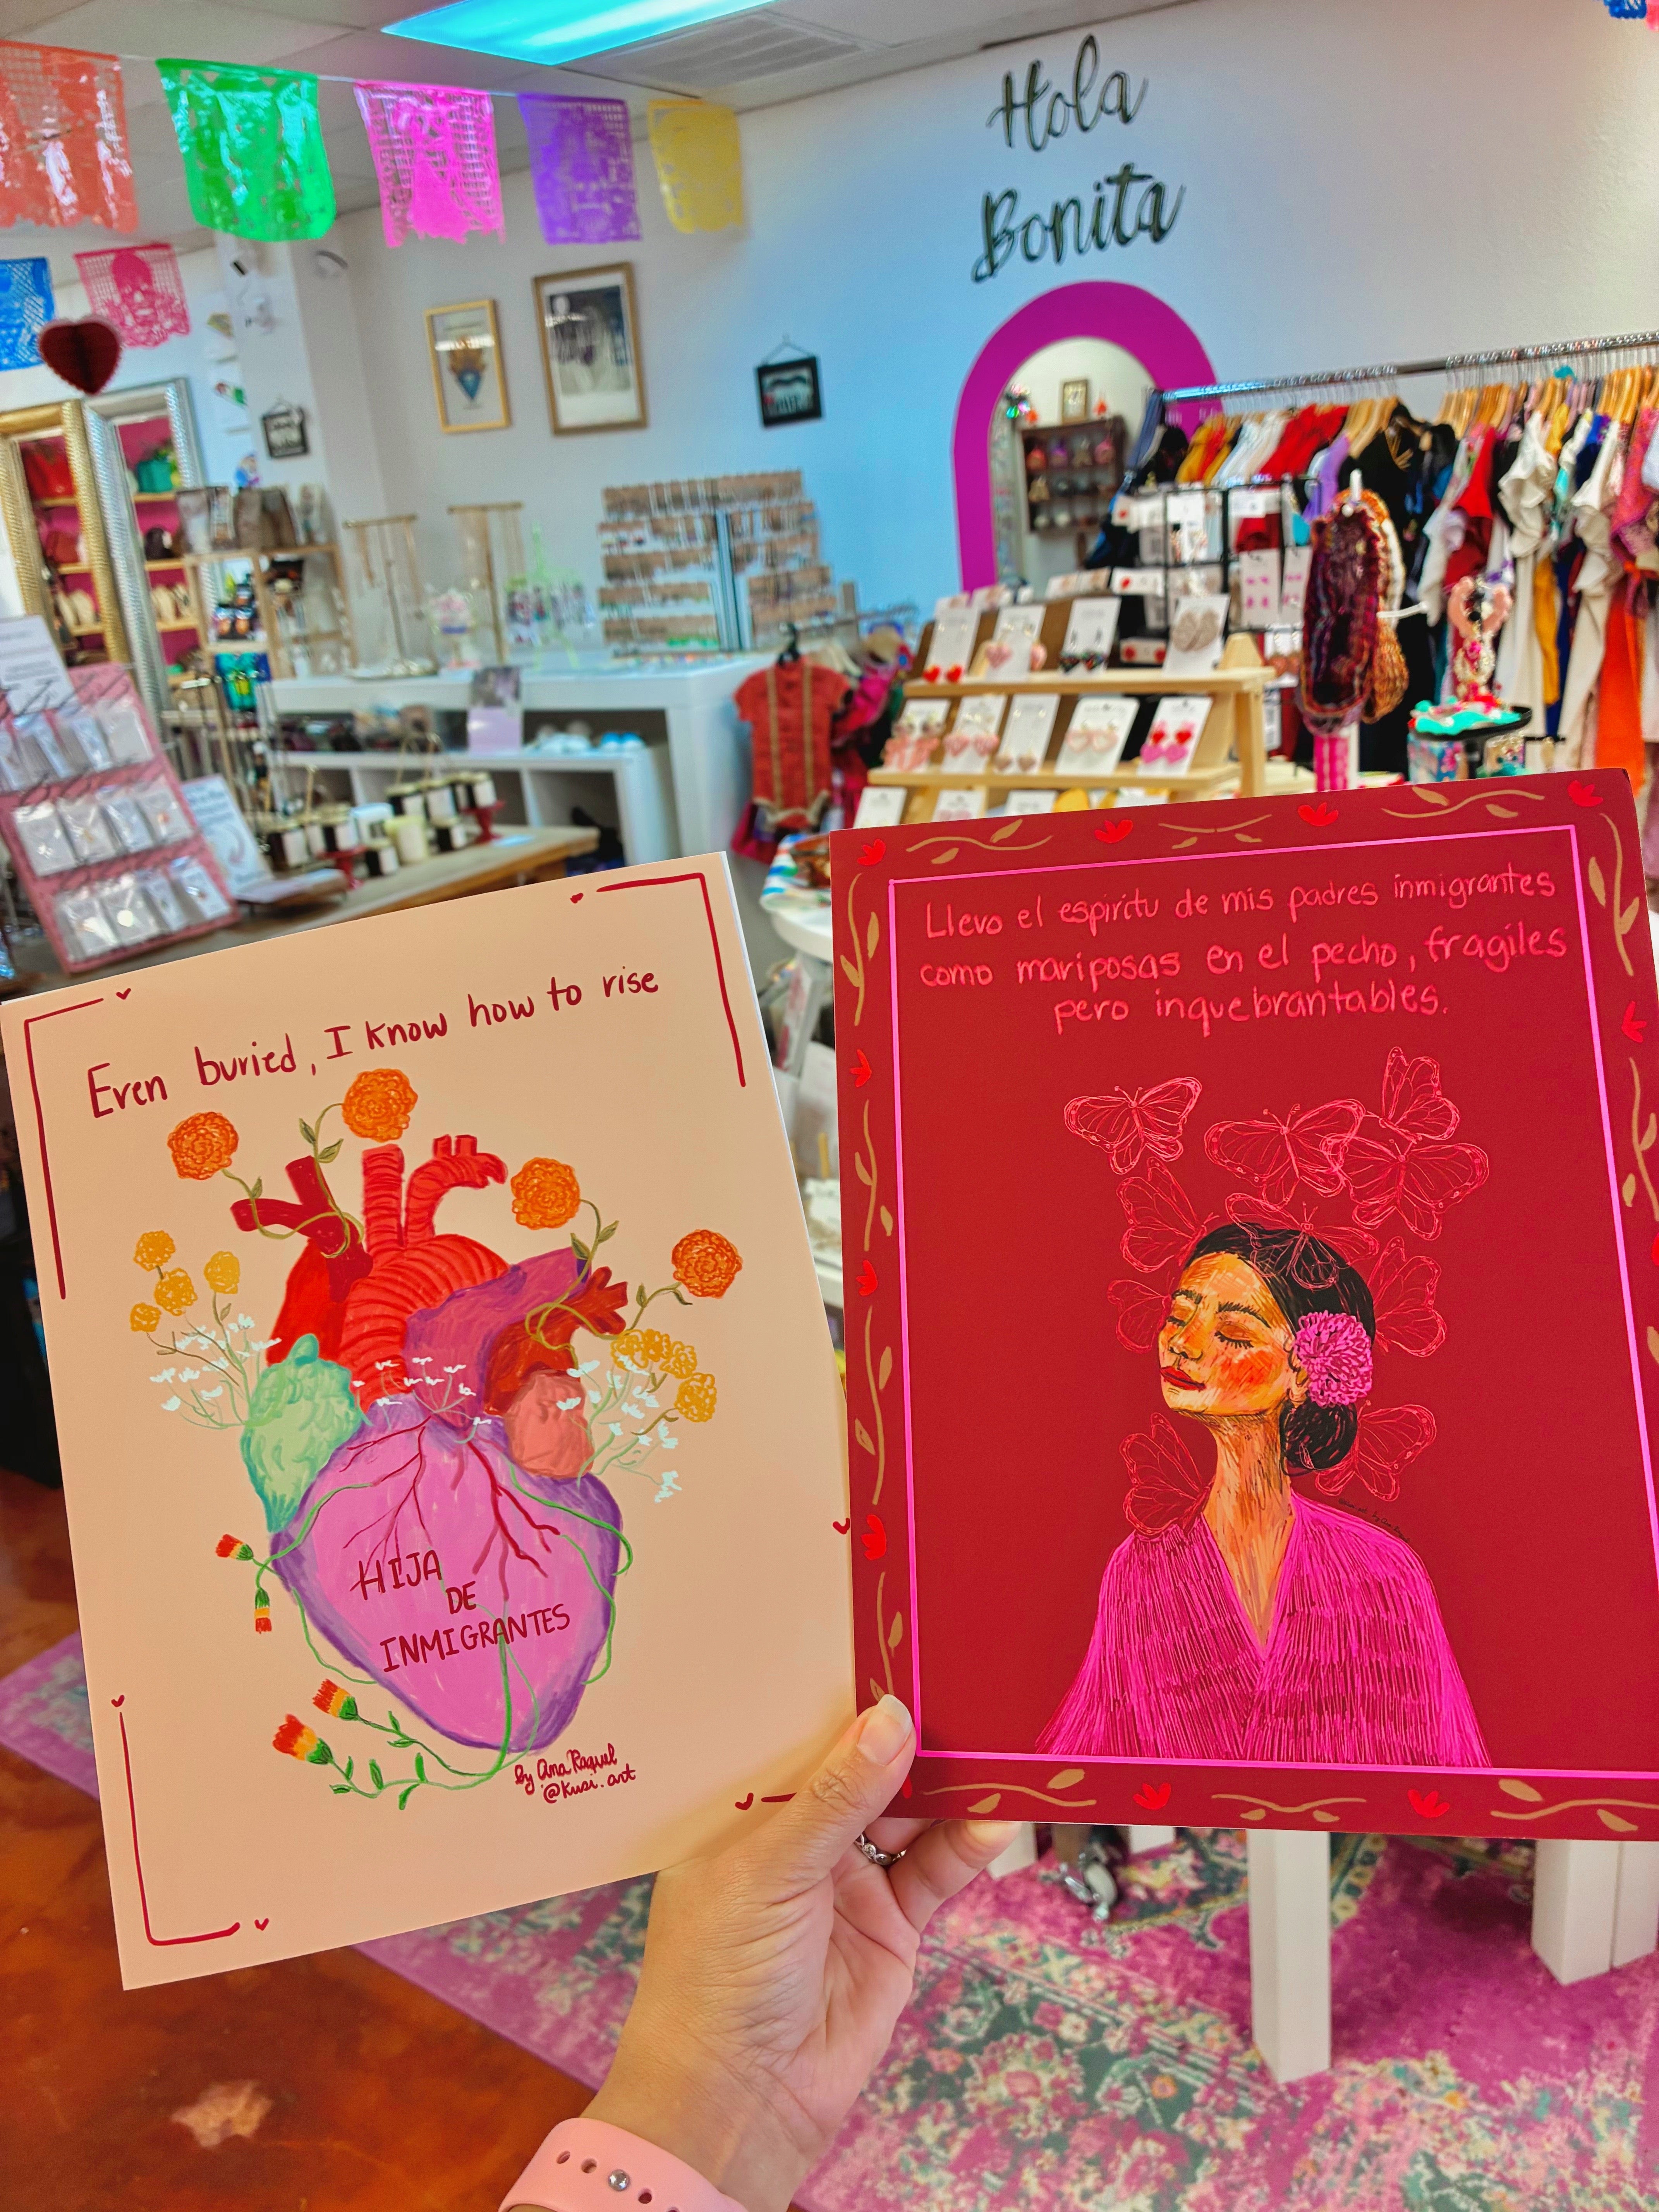 Hola
Bonita
Even buried, I know how to rise
HIJA
DE
INMIGRANTES
by Ana Raquel
@Kusi.art
Llevo el espiritu de mis padres inmigrantes
como mariposas en el pecho, fragiles
pero inquebrantables.